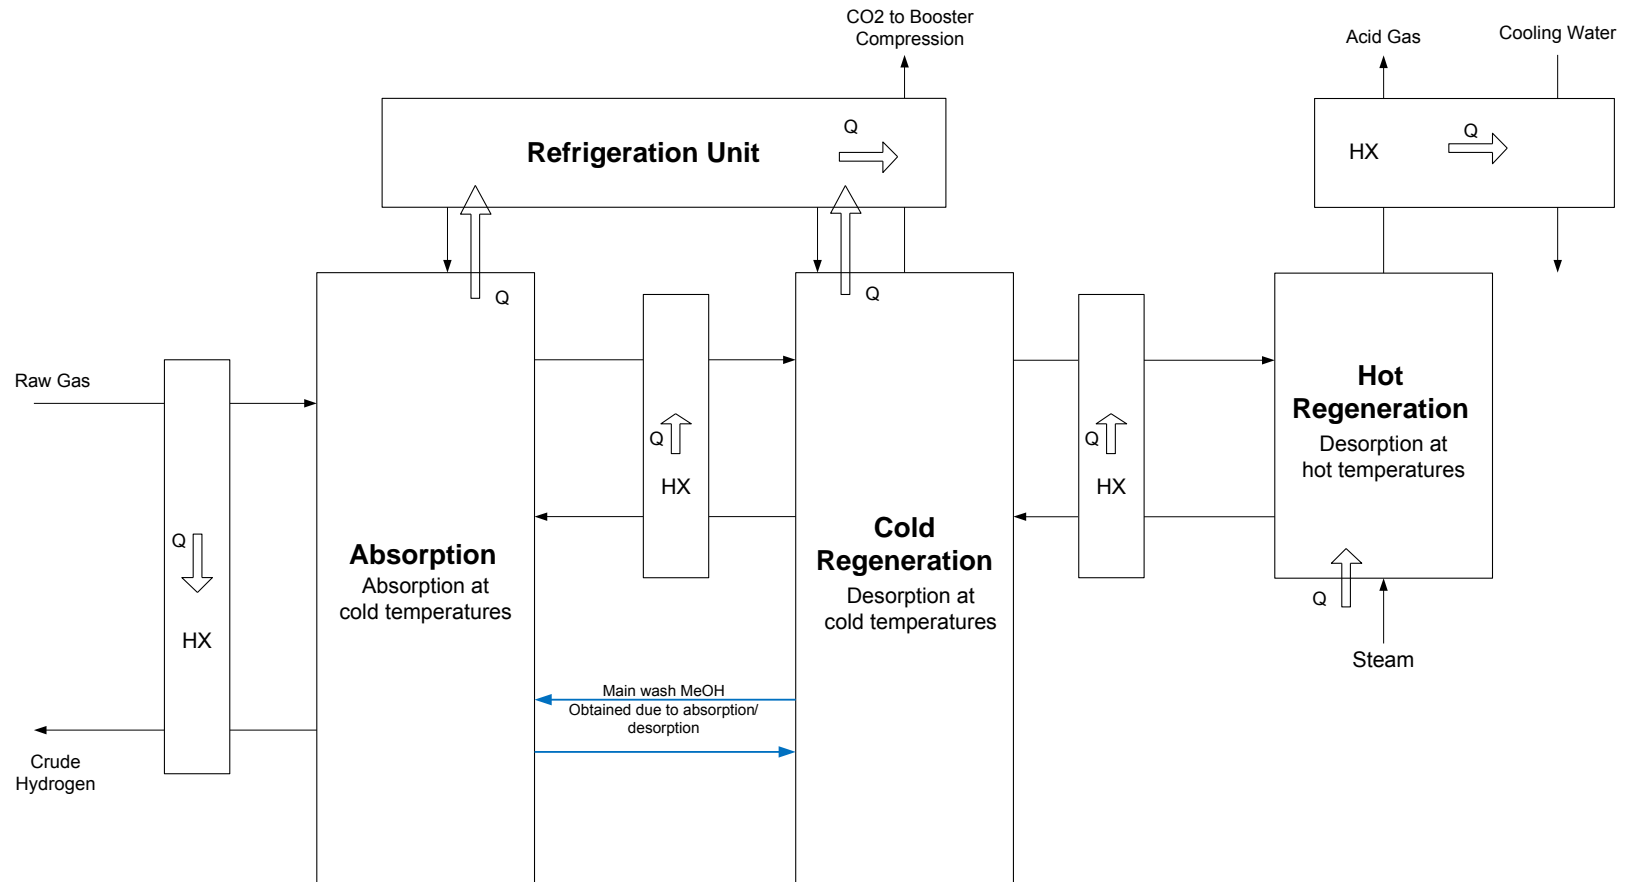 CO2 to Booster
Compression
Acid Gas
Cooling Water
Refrigeration Unit
Q
HX
Q
Q
Q
Raw Gas
Q
HX
Q
HX
Q
HX
Absorption
Absorption at
cold temperatures
Cold
Regeneration
Desorption at
cold temperatures
Hot
Regeneration
Desorption at
hot temperatures
Q
Steam
Main wash MeOH
Obtained due to absorption/
desorption
Crude
Hydrogen